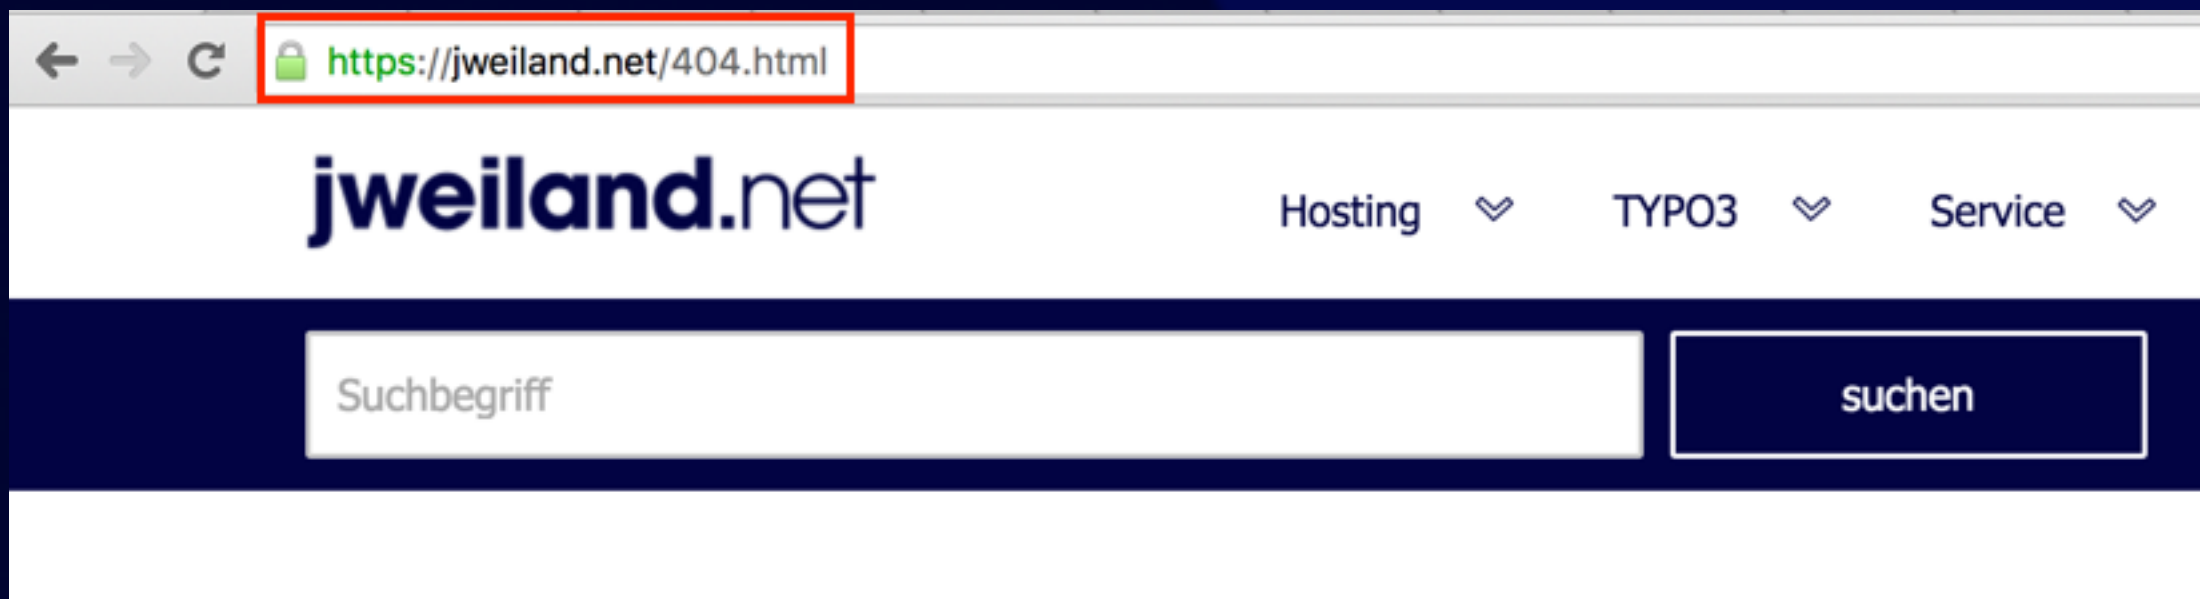 https://jweiland.net/404.html
jweiland.net
Hosting TYPO3 Service
Suchbegriff suchen